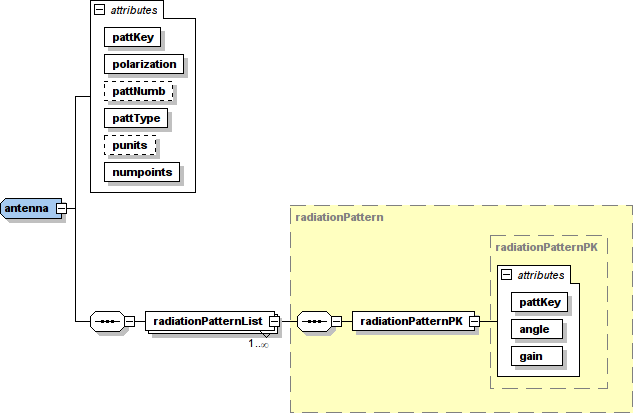 attributes
pattKey
polarization
pattNumb
pattType
punits
numpoints
antenna
radiationPattern
radiationPatternPK
attributes
radiationPatternList
radiationPatternPK
pattKey
angle
gain
1..∞